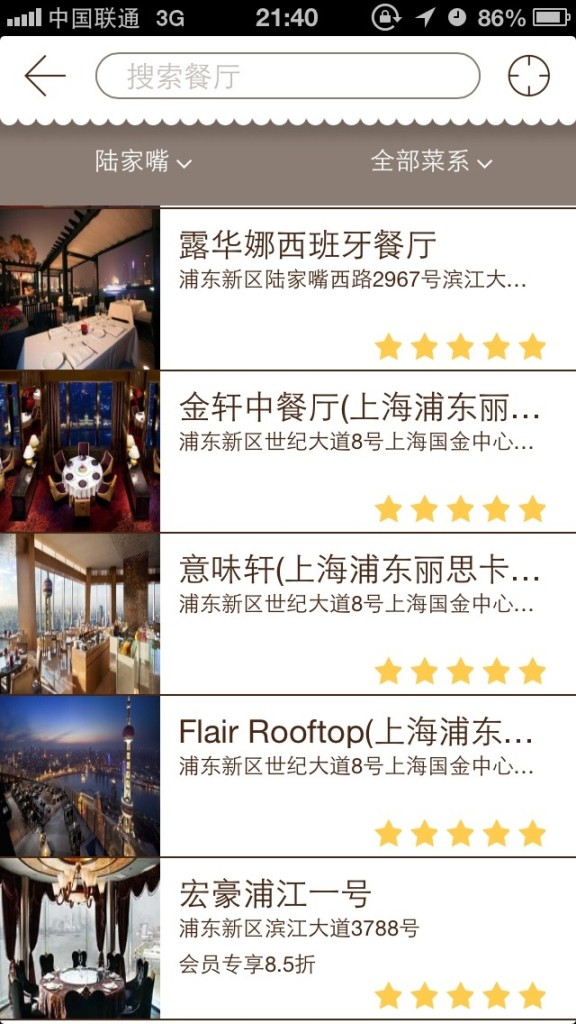 中国联通 3G 21:40 86%
搜索餐厅
陆家嘴 全部菜系
露华娜西班牙餐厅
浦东新区陆家嘴西路2967号滨江大...
金轩中餐厅(上海浦东丽...
浦东新区世纪大道8号上海国金中心...
意味轩(上海浦东丽思卡...
浦东新区世纪大道8号上海国金中心...
Flair Rooftop(上海浦东...
浦东新区世纪大道8号上海国金中心...
宏豪浦江一号
浦东新区滨江大道3788号
会员专享8.5折